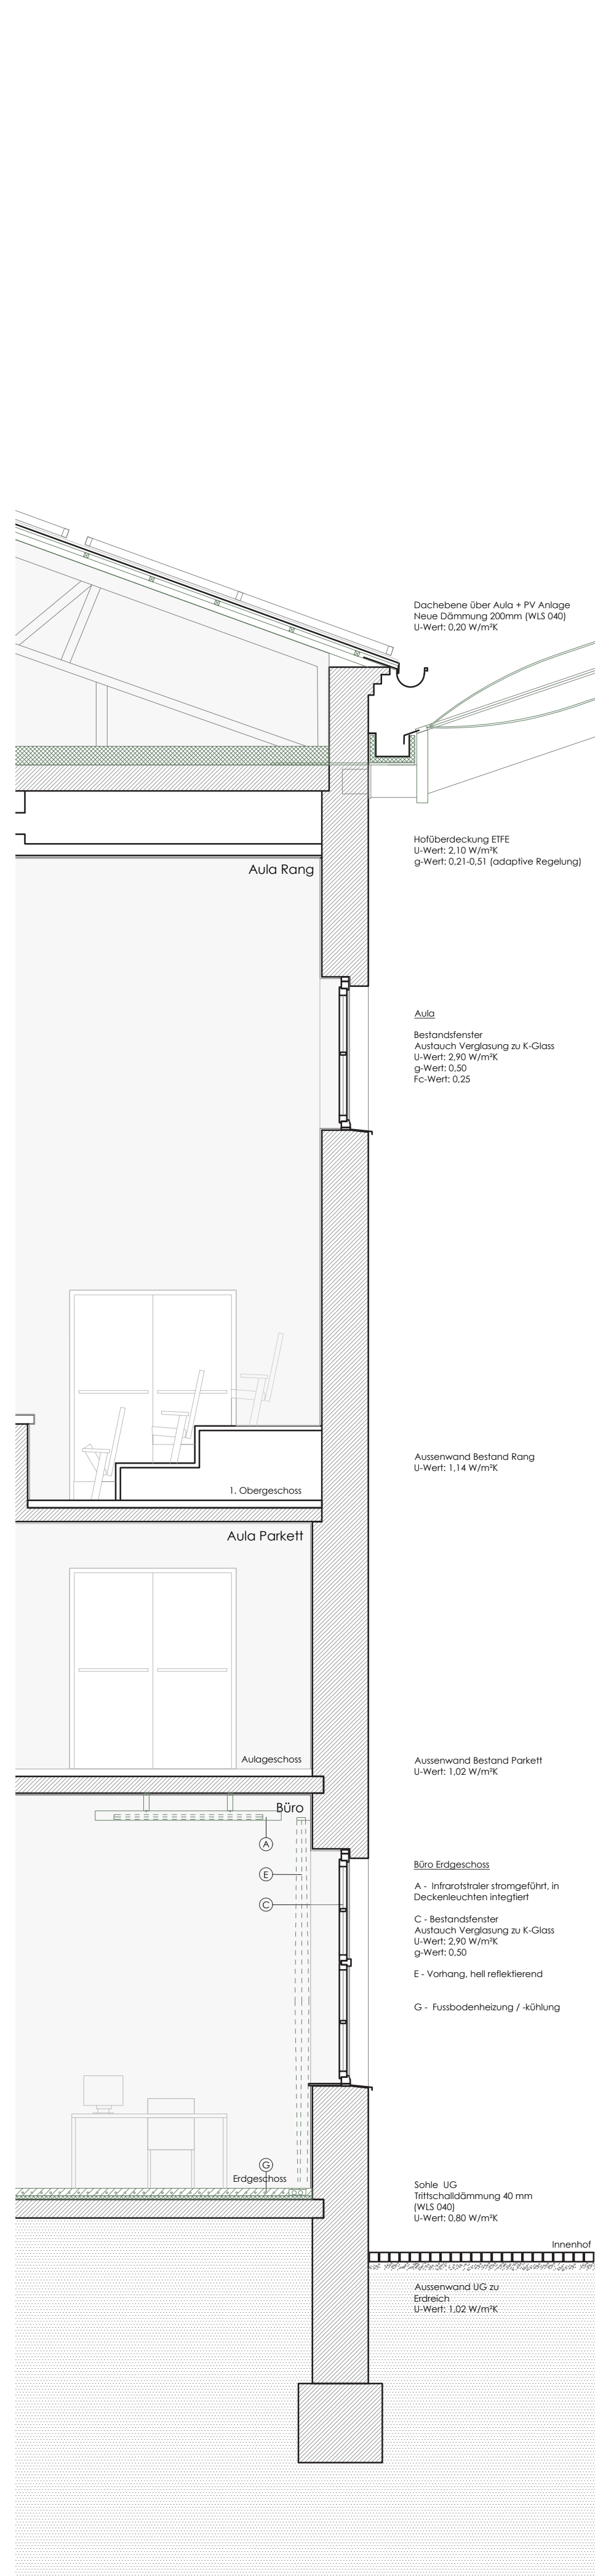 Dachebene über Aula + PV Anlage
Neue Dämmung 200mm (WLS 040)
U-Wert: 0,20 W/m²K
Hofüberdeckung ETFE
U-Wert: 2,10 W/m²K
g-Wert: 0,21-0,51 (adaptive Regelung)
Aula Rang
Aula
Bestandsfenster
Austauch Verglasung zu K-Glass
U-Wert: 2,90 W/m²K
g-Wert: 0,50
Fc-Wert: 0,25
Aussenwand Bestand Rang
U-Wert: 1,14 W/m²K
1. Obergeschoss
Aula Parkett
Aulageschoss
Aussenwand Bestand Parkett
U-Wert: 1,02 W/m²K
Büro
A
E
C
Büro Erdgeschoss
A - Infrarotstraler stromgeführt, in
Deckenleuchten integtiert
C - Bestandsfenster
Austauch Verglasung zu K-Glass
U-Wert: 2,90 W/m²K
g-Wert: 0,50
E - Vorhang, hell reflektierend
G - Fussbodenheizung / -kühlung
G
Erdgeschoss
Sohle UG
Trittschalldämmung 40 mm
(WLS 040)
U-Wert: 0,80 W/m²K
Innenhof
Aussenwand UG zu
Erdreich
U-Wert: 1,02 W/m²K